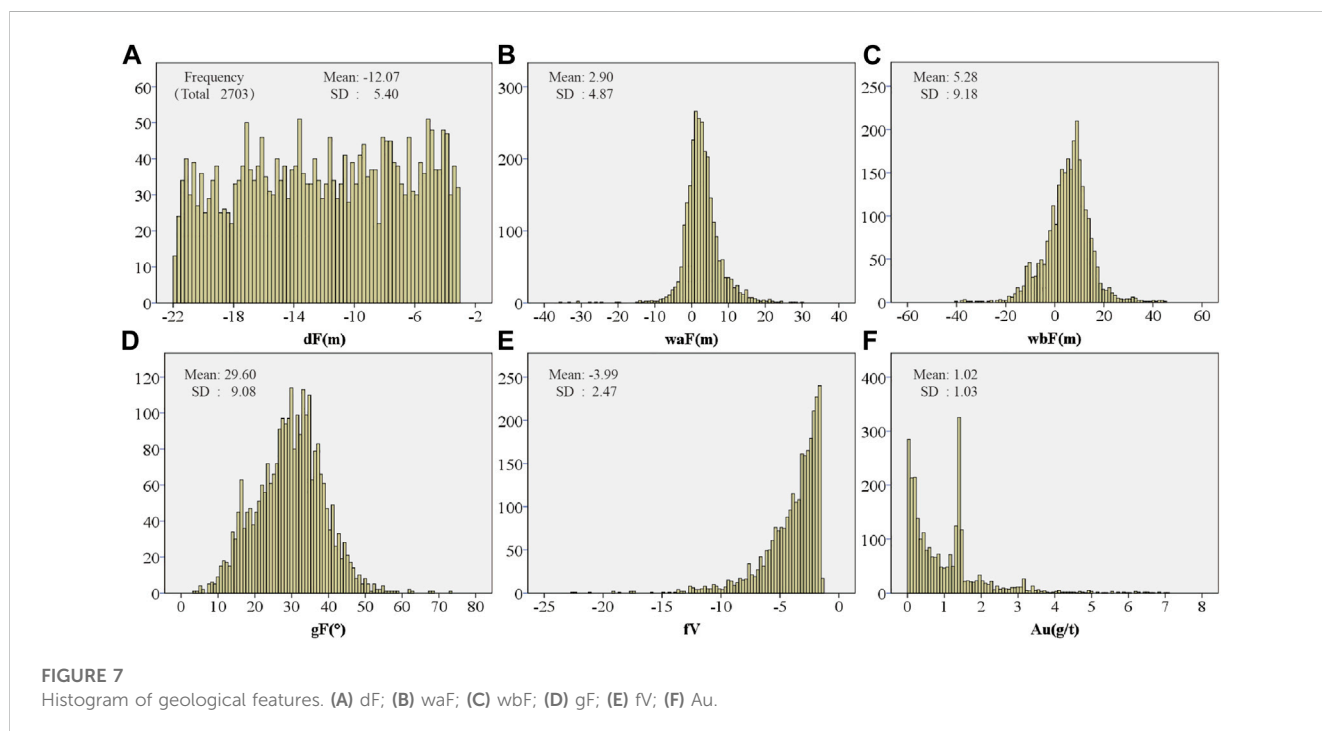 A
Frequency
(Total 2703)
Mean: -12.07
SD : 5.40
60
50
40
30
20
10
0
-22 -18 -14 -10 -6 -2
dF(m)
B
Mean: 2.90
SD : 4.87
300
200
100
0
-40 -30 -20 -10 0 10 20 30 40
waF(m)
C
Mean: 5.28
SD : 9.18
250
200
150
100
50
0
-60 -40 -20 0 20 40 60
wbF(m)
D
Mean: 29.60
SD : 9.08
120
100
80
60
40
20
0
0 10 20 30 40 50 60 70 80
gF(°)
E
Mean: -3.99
SD : 2.47
250
200
150
100
50
0
-25 -20 -15 -10 -5 0
fV
F
Mean: 1.02
SD : 1.03
400
300
200
100
0
0 1 2 3 4 5 6 7 8
Au(g/t)
FIGURE 7
Histogram of geological features. (A) dF; (B) waF; (C) wbF; (D) gF; (E) fV; (F) Au.